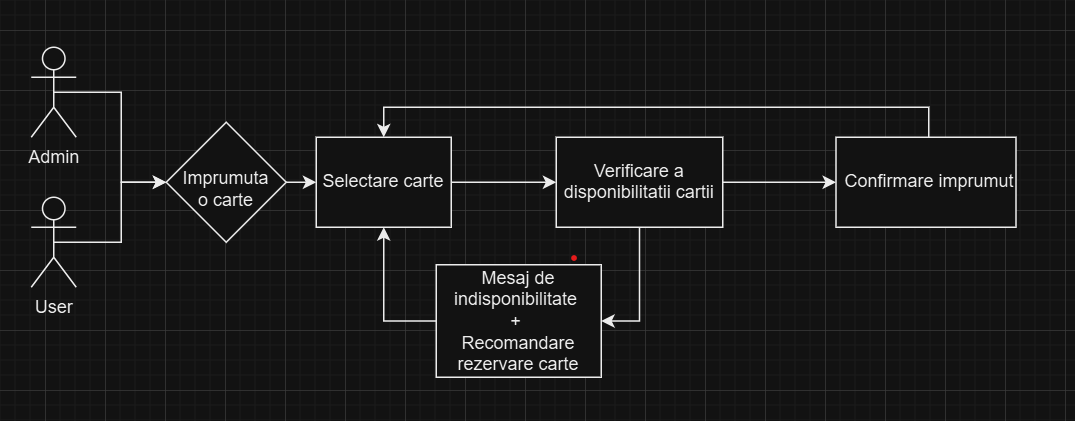 Admin
User
Imprumuta
o carte
Selectare carte
Verificare a
disponibilitatii cartii
Confirmare imprumut
Mesaj de
indisponibilitate
+
Recomandare
rezervare carte